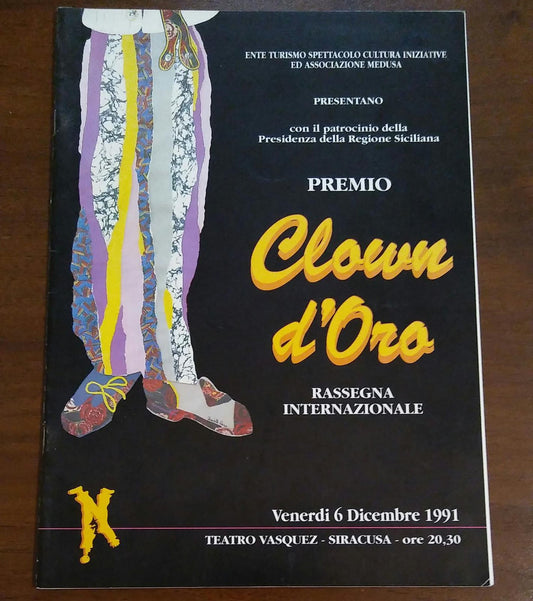 ENTE TURISMO SPETTACOLO CULTURA INIZIATIVE
ED ASSOCIAZIONE MEDUSA
PRESENTANO
con il patrocinio della
Presidenza della Regione Siciliana
PREMIO
Clown
d'Oro
RASSEGNA
INTERNAZIONALE
Venerdi 6 Dicembre 1991
TEATRO VASQUEZ - SIRACUSA - ore 20,30